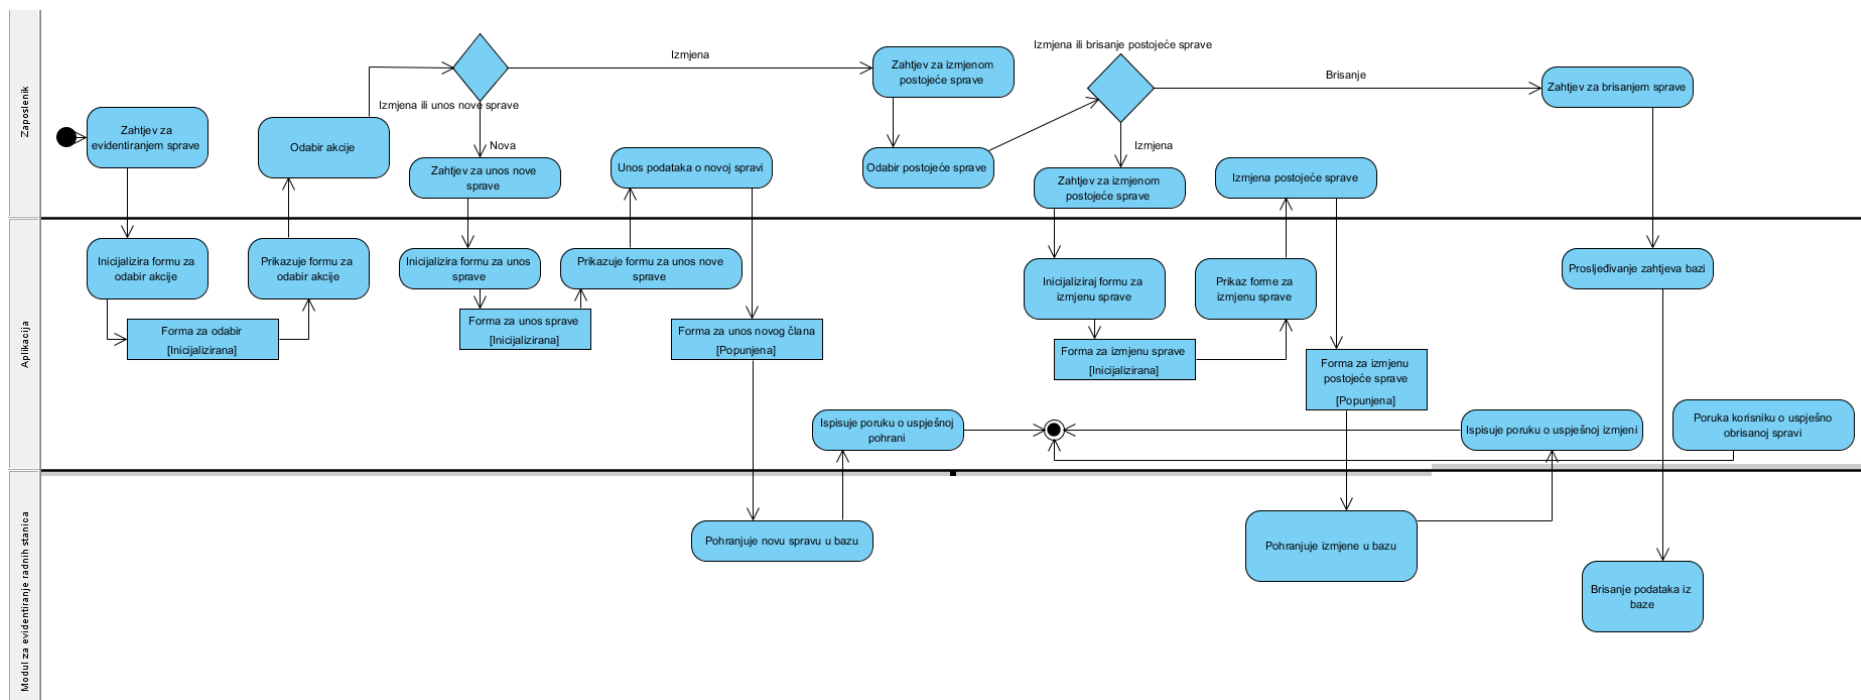 Zaposlenik
Zahtjev za
evidentiranjem sprave
Odabir akcije
Izmjena ili unos nove sprave
Izmjena
Nova
Zahtjev za unos nove
sprave
Unos podataka o novoj spravi
Zahtjev za izmjenom
postojeće sprave
Odabir postojeće sprave
Izmjena ili brisanje postojeće sprave
Brisanje
Izmjena
Zahtjev za izmjenom
postojeće sprave
Izmjena postojeće sprave
Zahtjev za brisanjem sprave
Aplikacija
Inicijalizira formu za
odabir akcije
Forma za odabir
[Inicijalizirana]
Prikazuje formu za
odabir akcije
Inicijalizira formu za unos
sprave
Forma za unos sprave
[Inicijalizirana]
Prikazuje formu za unos nove
sprave
Forma za unos novog člana
[Popunjena]
Ispisuje poruku o uspješnoj
pohrani
Inicijaliziraj formu za
izmjenu sprave
Forma za izmjenu sprave
[Inicijalizirana]
Prikaz forme za
izmjenu sprave
Forma za izmjenu
postojeće sprave
[Popunjena]
Ispisuje poruku o uspješnoj izmjeni
Prosljeđivanje zahtjeva bazi
Poruka korisniku o uspješno
obrisanoj spravi
Modul za evidentiranje radnih stanica
Pohranjuje novu spravu u bazu
Pohranjuje izmjene u bazu
Brisanje podataka iz
baze